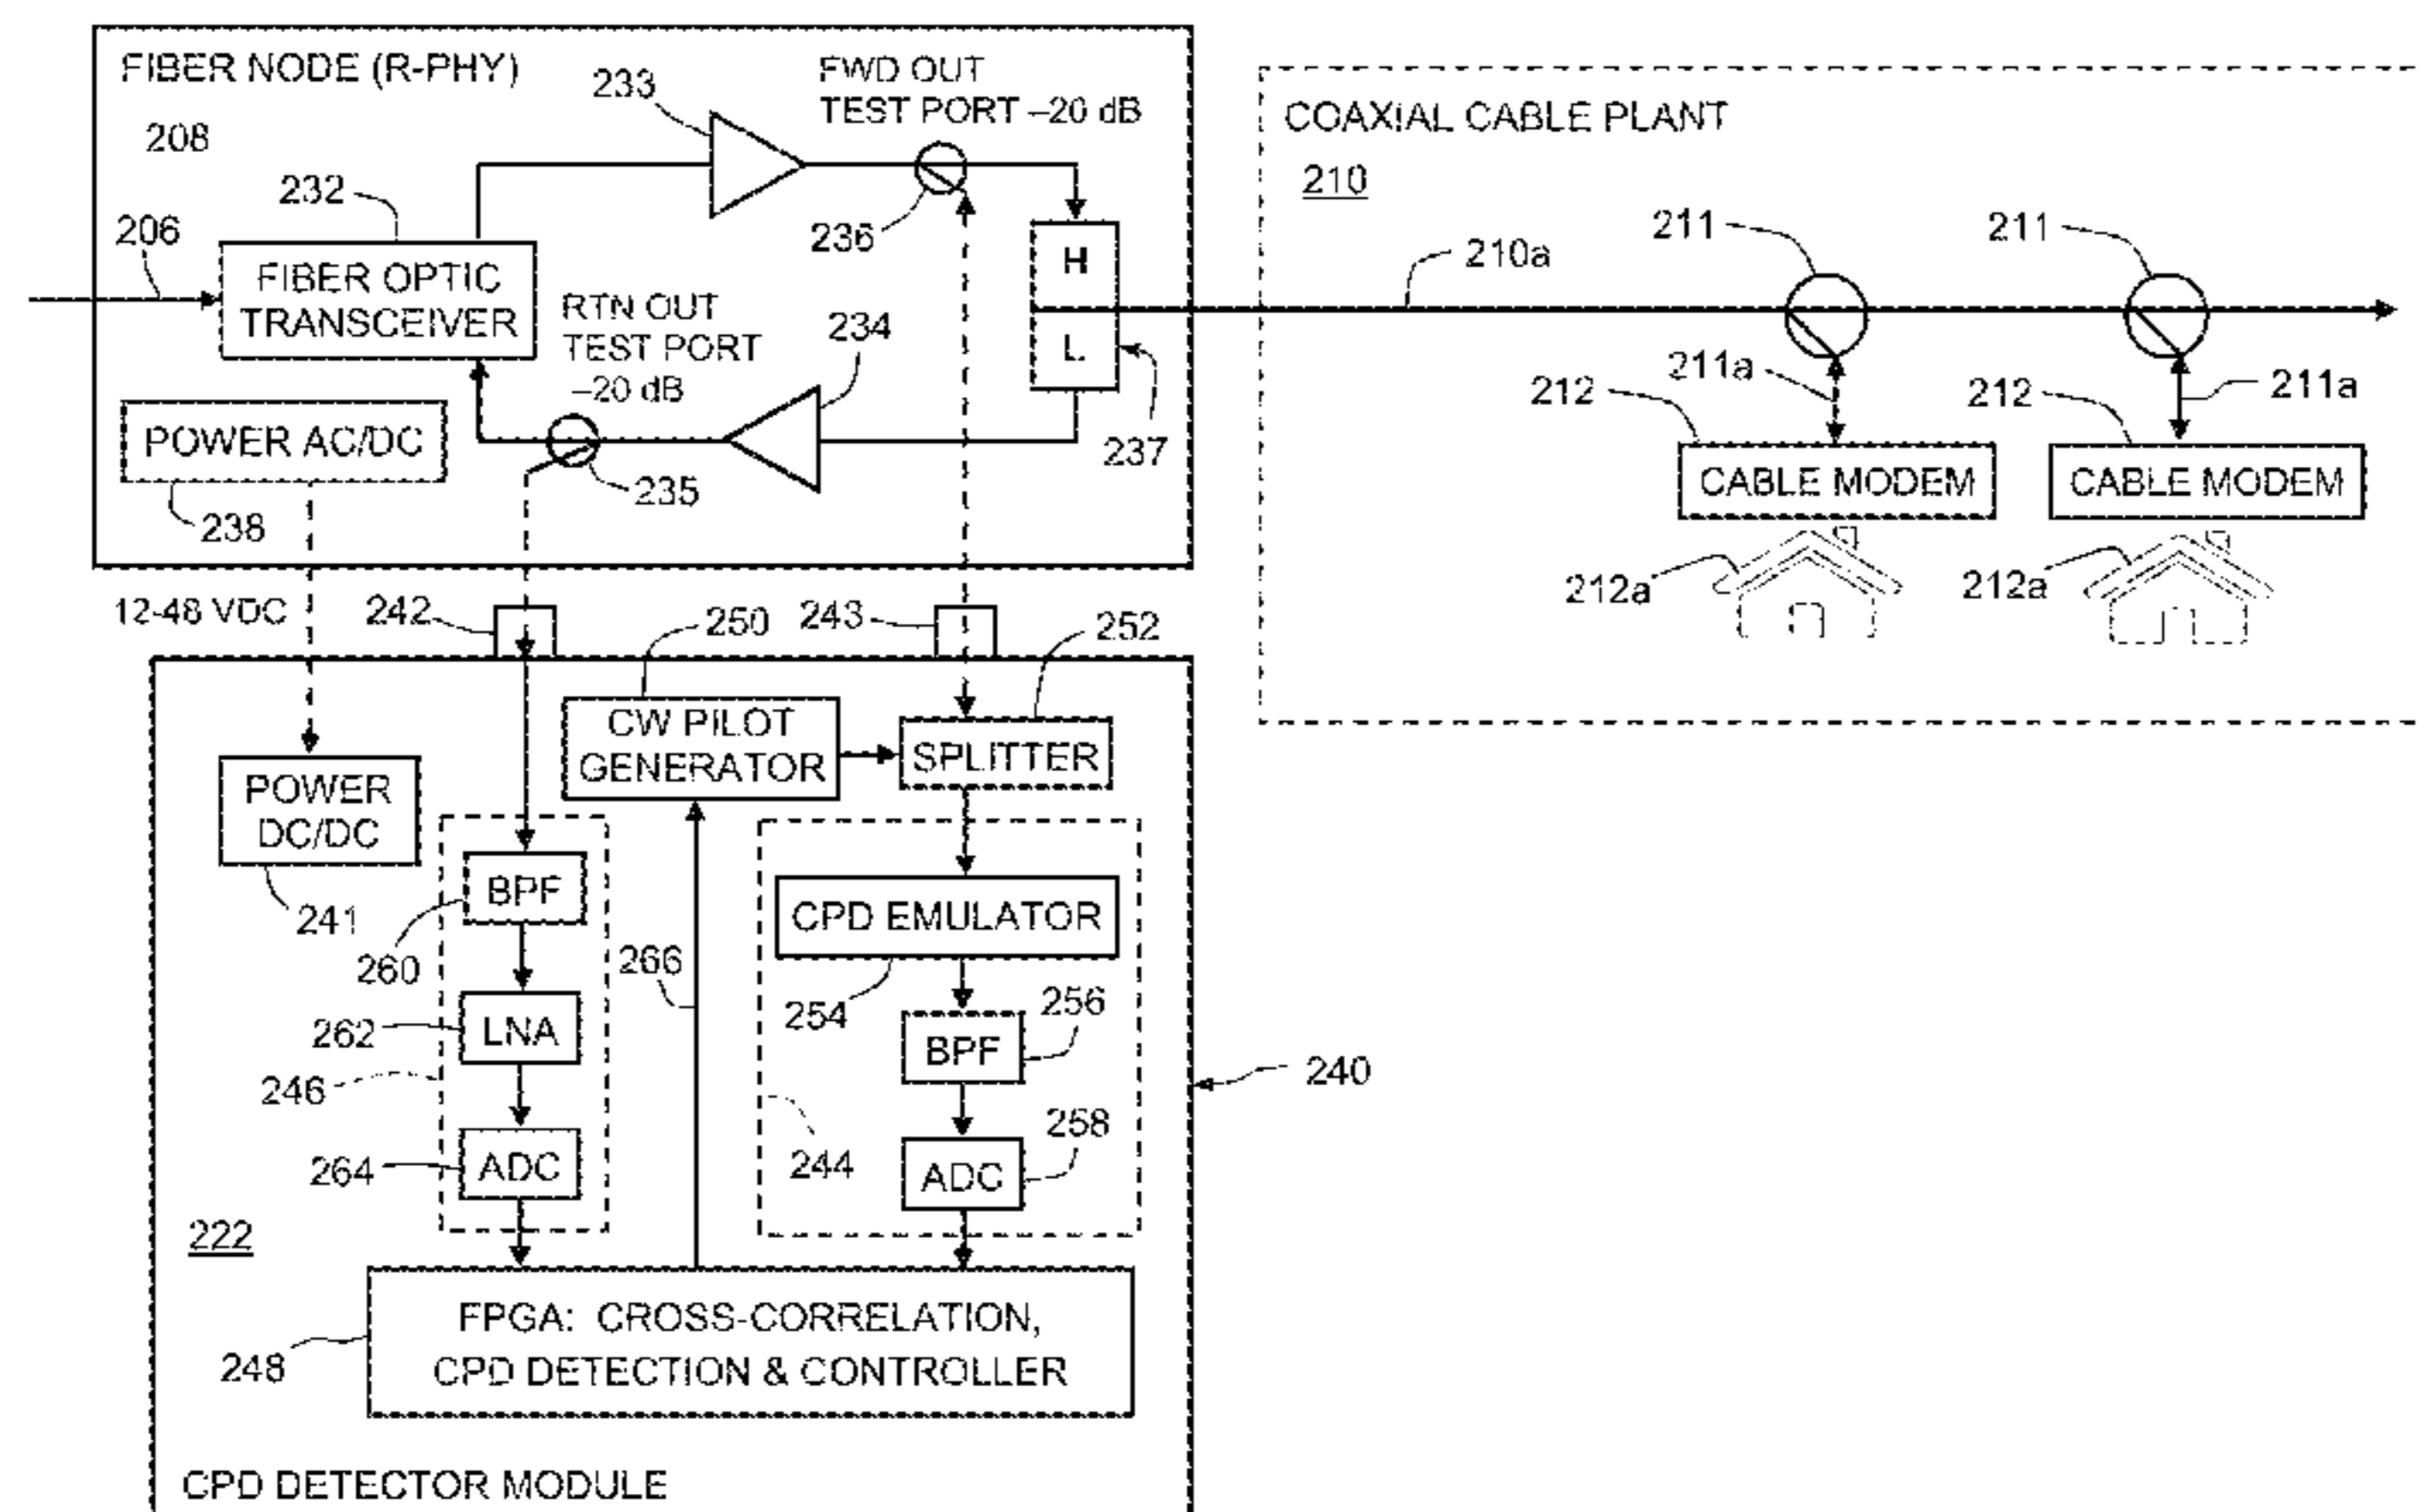 FIBER NODE (R-PHY)
208
233
FWD OUT
TEST PORT –20 dB
236
232
206
FIBER OPTIC
TRANSCEIVER
RTN OUT
TEST PORT
–20 dB
234
H
L
237
235
POWER AC/DC
238
COAXIAL CABLE PLANT
210
210a
211
211
211a
211a
212
212
CABLE MODEM
CABLE MODEM
212a
212a
12-48 VDC
242
250
243
252
CW PILOT
GENERATOR
SPLITTER
POWER
DC/DC
241
BPF
260
266
CPD EMULATOR
254
LNA
262
BPF
256
246
240
ADC
264
244
ADC
258
222
FPGA: CROSS-CORRELATION,
CPD DETECTION & CONTROLLER
248
CPD DETECTOR MODULE